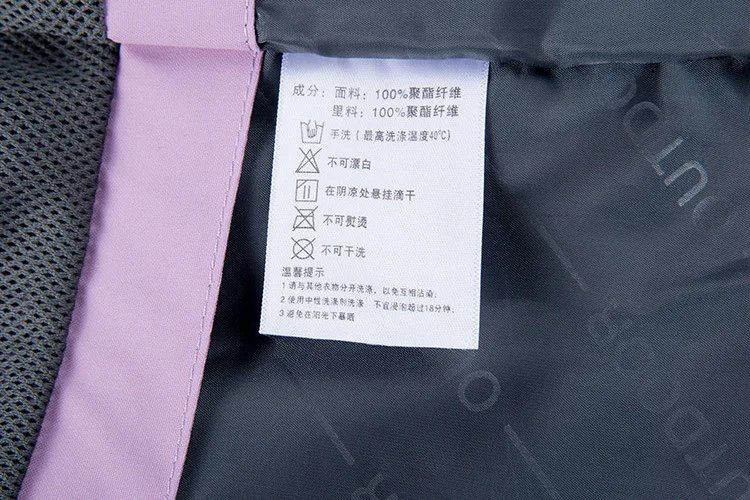 成分：面料：100%聚酯纤维
里料：100%聚酯纤维
手洗（最高洗涤温度40℃）
不可漂白
在阴凉处悬挂滴干
不可熨烫
不可干洗
温馨提示
1 请与其他衣物分开洗涤，以免互相沾染；
2 使用中性洗涤剂洗涤 不宜浸泡超过18分钟；
3 避免在阳光下暴晒
OUTDOOR